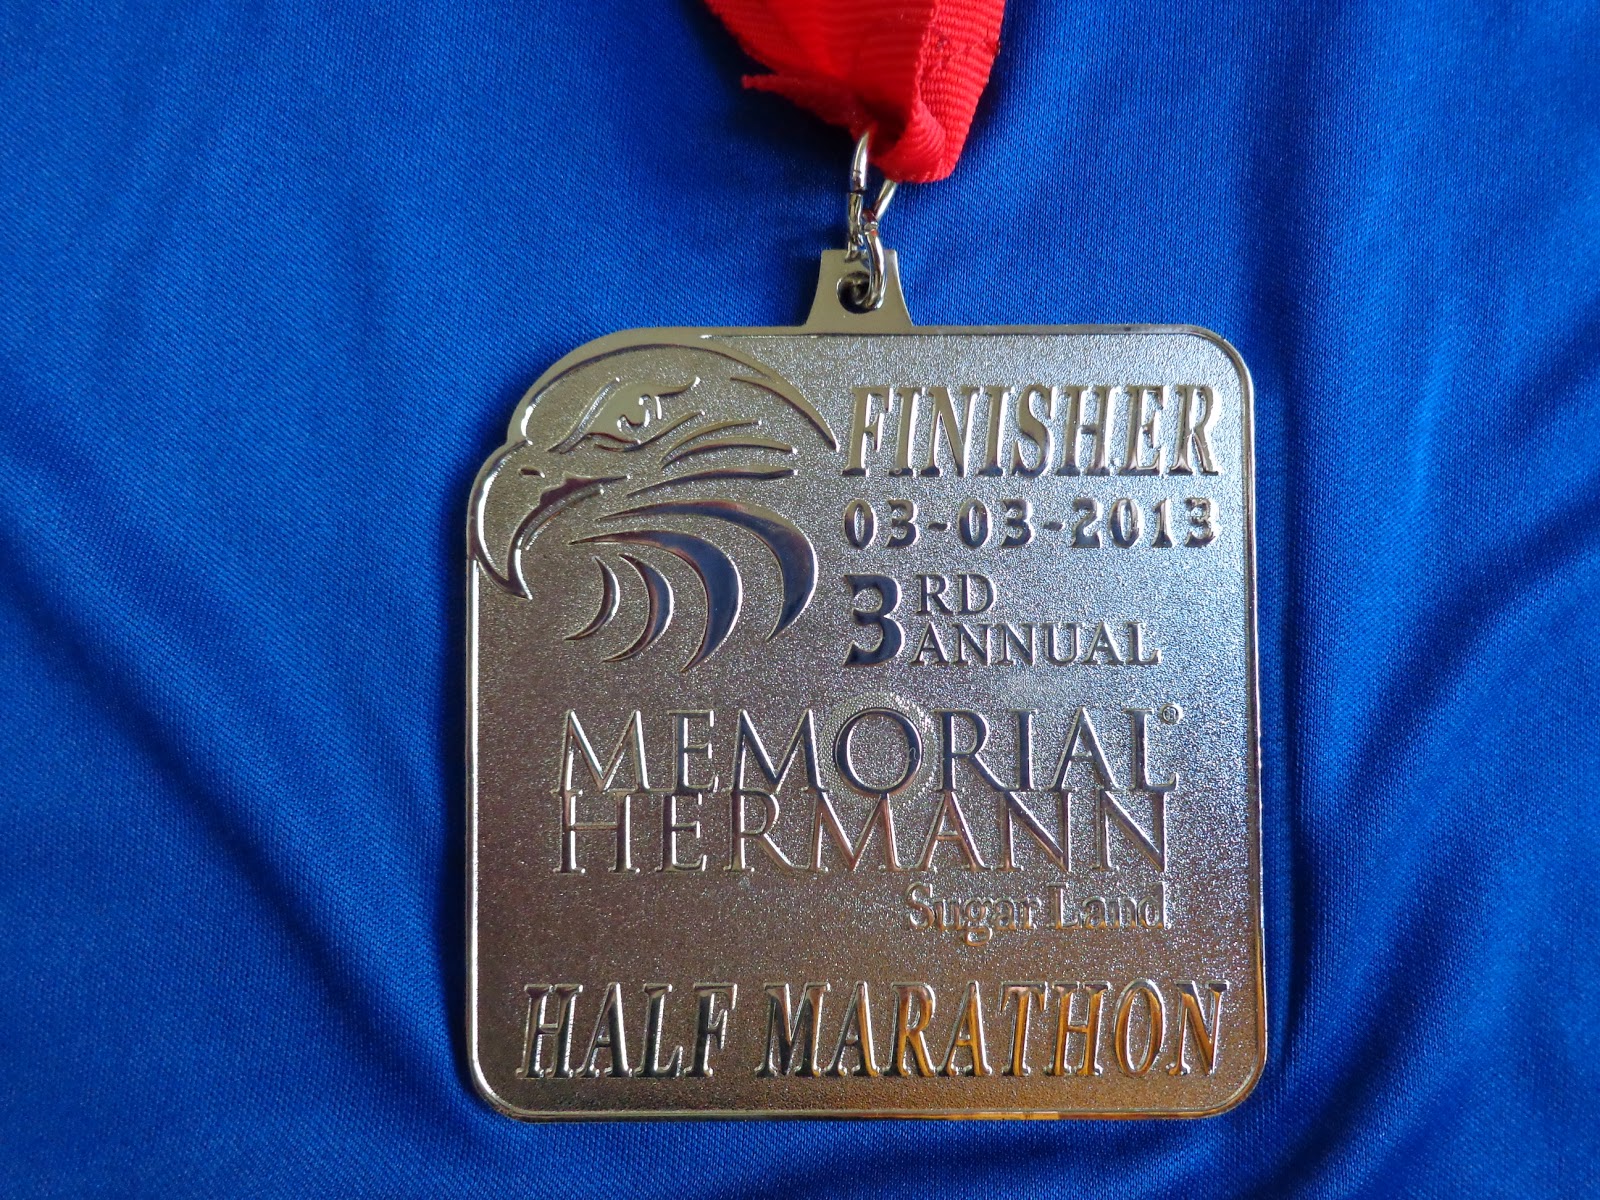 FINISHER
03-03-2013
3RD ANNUAL
MEMORIAL®
HERMANN
Sugar Land
HALF MARATHON